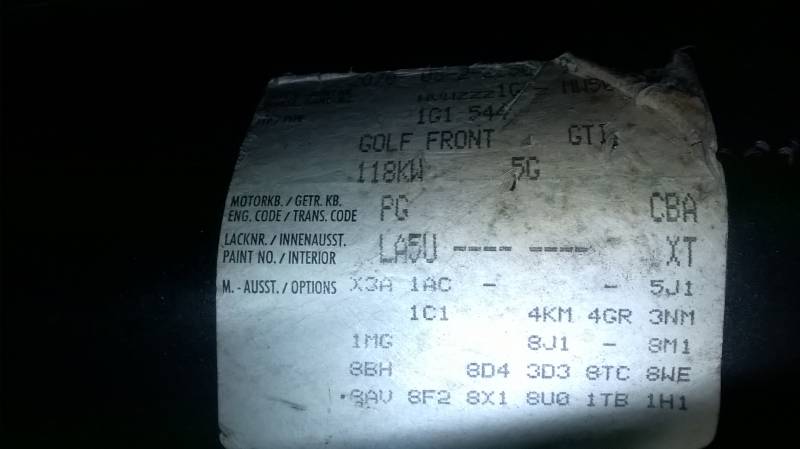 1G1 544
GOLF FRONT GTI,
118KW 5G
MOTORKB. / GETR. KB.
ENG. CODE / TRANS. CODE PG CBA
LACKNR. / INNENAUSST.
PAINT NO. / INTERIOR LA5U ---- ---- XT
M. - AUSST. / OPTIONS X3A 1AC - - 5J1
1C1 4KM 4GR 3NM
1MG 8J1 - 8M1
8BH 8D4 3D3 8TC 8WE
8AV 8F2 8X1 8U0 1TB 1H1